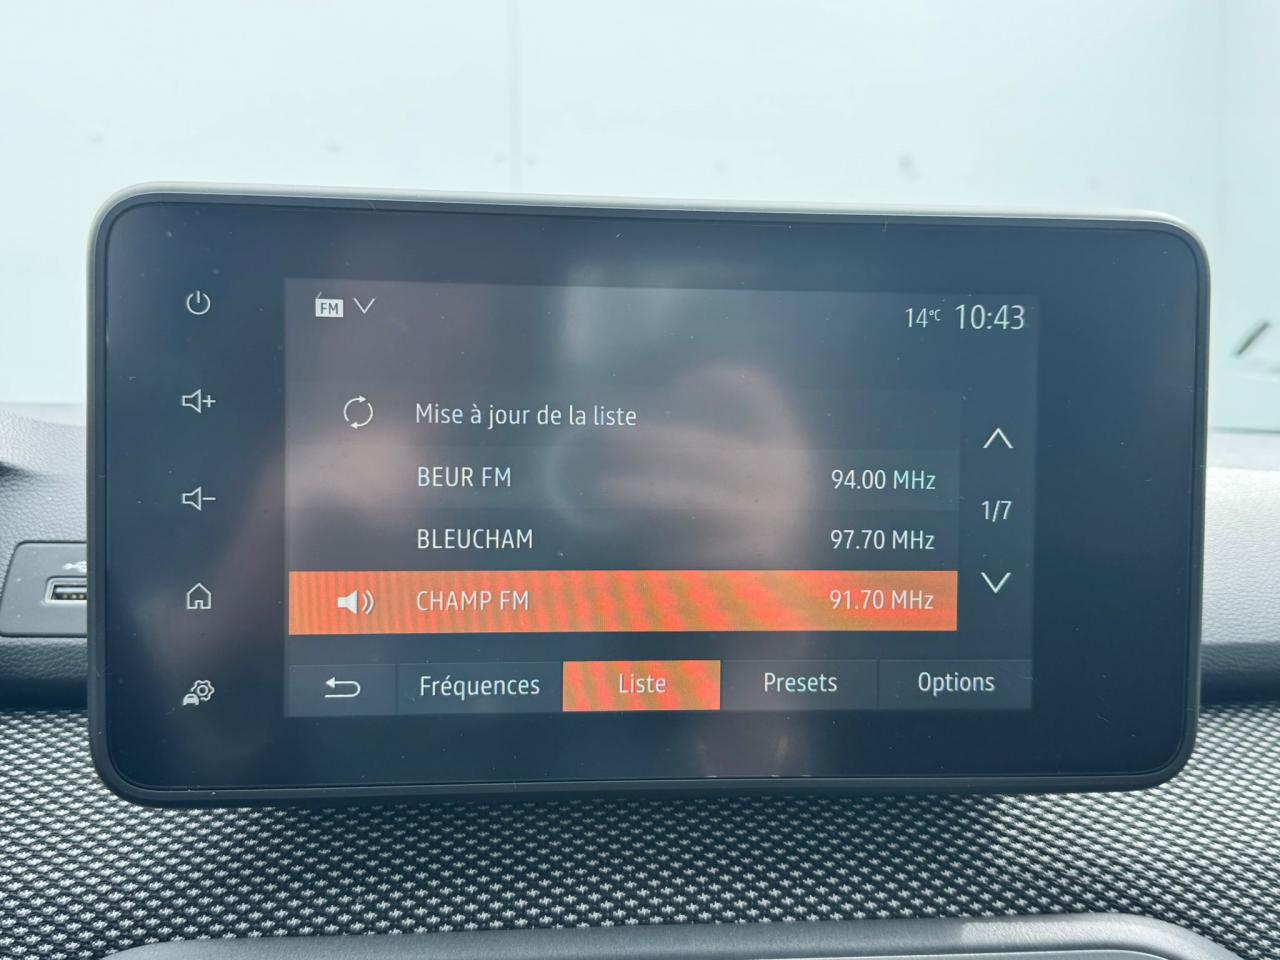 FM
14°C 10:43
Mise à jour de la liste
BEUR FM 94.00 MHz
BLEUCHAM 97.70 MHz
1/7
CHAMP FM 91.70 MHz
Fréquences Liste Presets Options